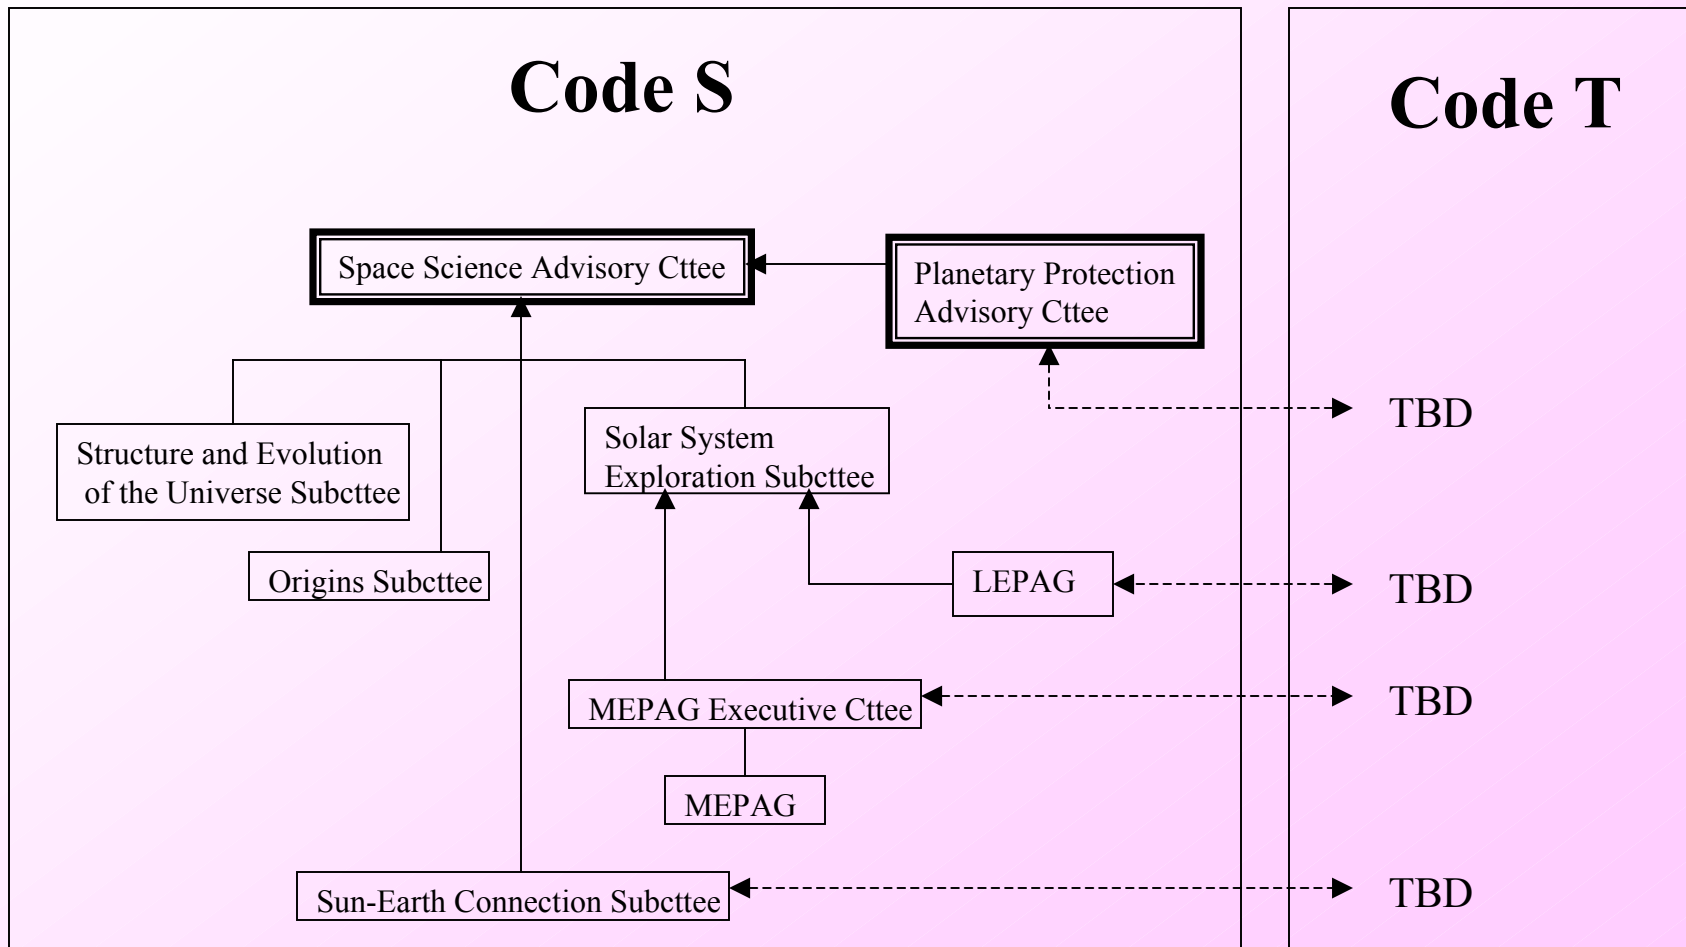 Code S
Code T
Space Science Advisory Cttee
Planetary Protection
Advisory Cttee
TBD
Structure and Evolution
of the Universe Subcttee
Solar System
Exploration Subcttee
Origins Subcttee
LEPAG
TBD
MEPAG Executive Cttee
TBD
MEPAG
Sun-Earth Connection Subcttee
TBD